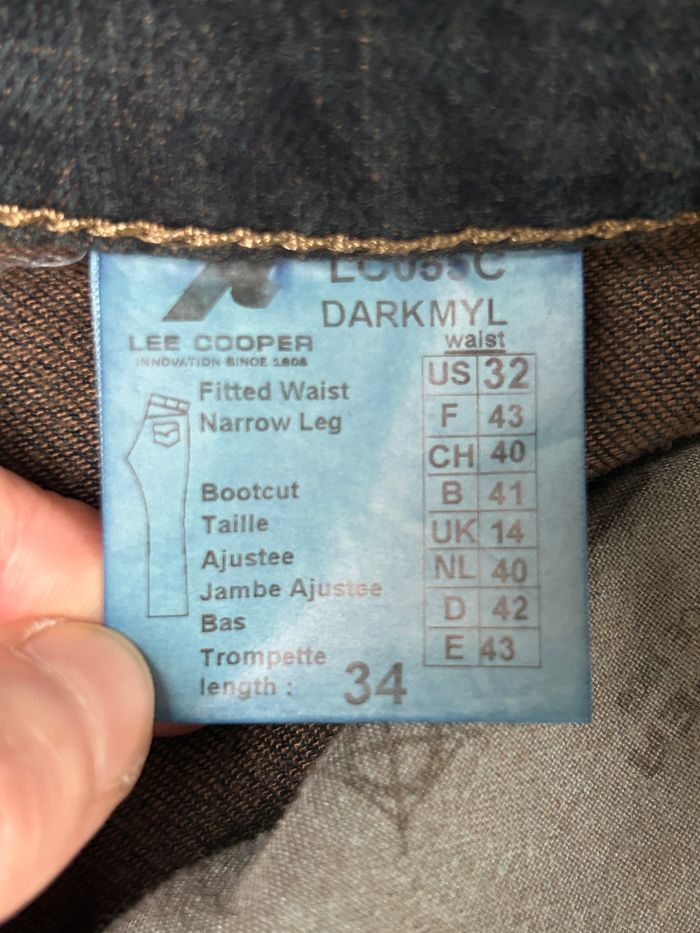 DARKMYL
LEE COOPER
INNOVATION SINCE 1908
Fitted Waist
Narrow Leg
Bootcut
Taille
Ajustee
Jambe Ajustee
Bas
Trompette
length : 34
waist
US 32
F 43
CH 40
B 41
UK 14
NL 40
D 42
E 43